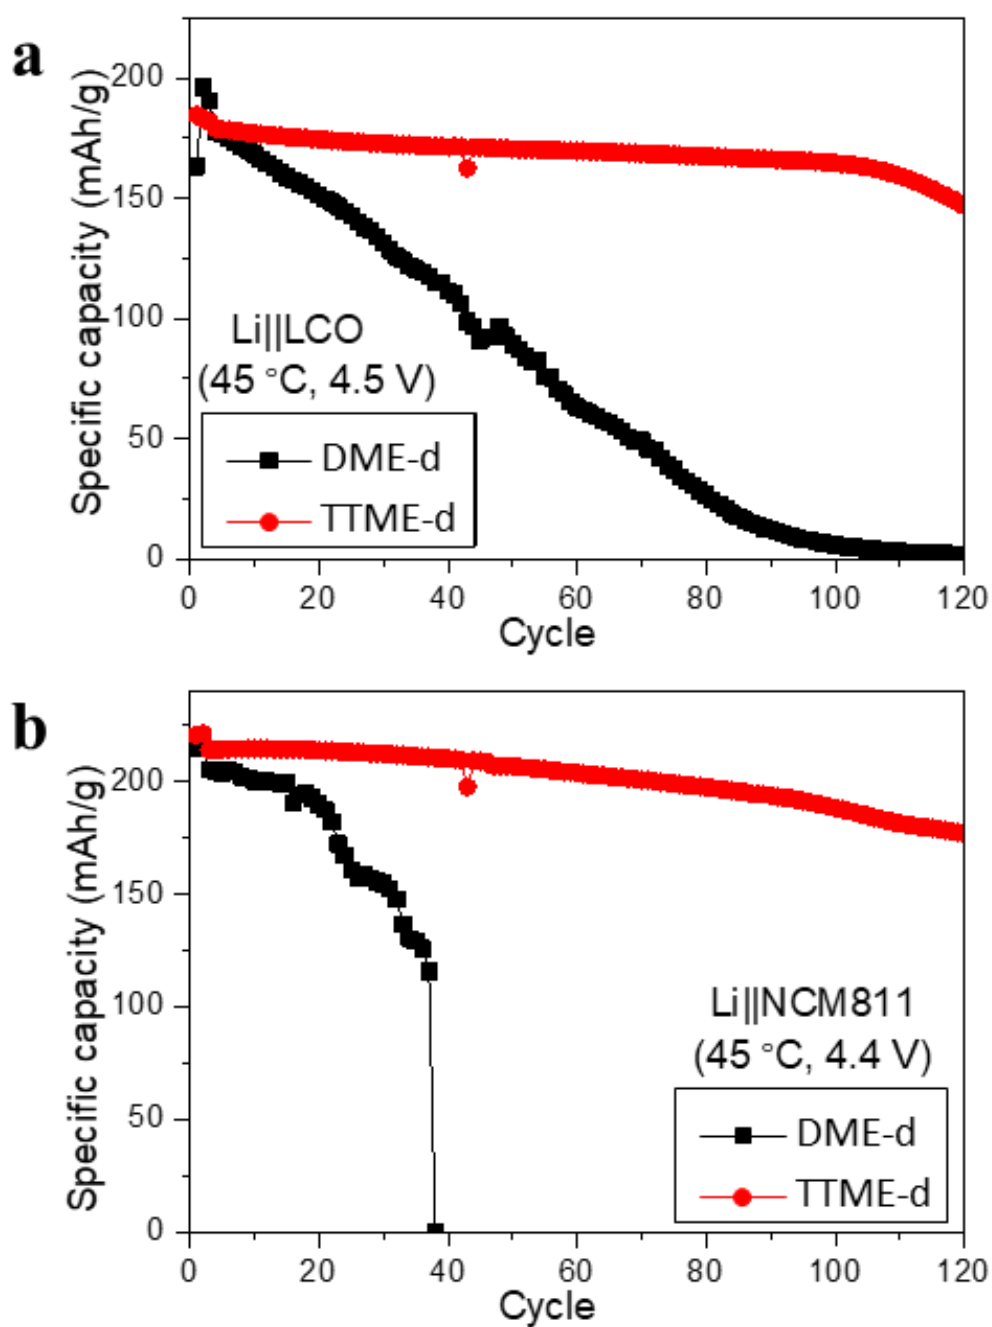 a
Specific capacity (mAh/g)
200
150
100
50
0
Li||LCO
(45 °C, 4.5 V)
DME-d
TTME-d
0 20 40 60 80 100 120
Cycle
b
Specific capacity (mAh/g)
200
150
100
50
0
Li||NCM811
(45 °C, 4.4 V)
DME-d
TTME-d
0 20 40 60 80 100 120
Cycle